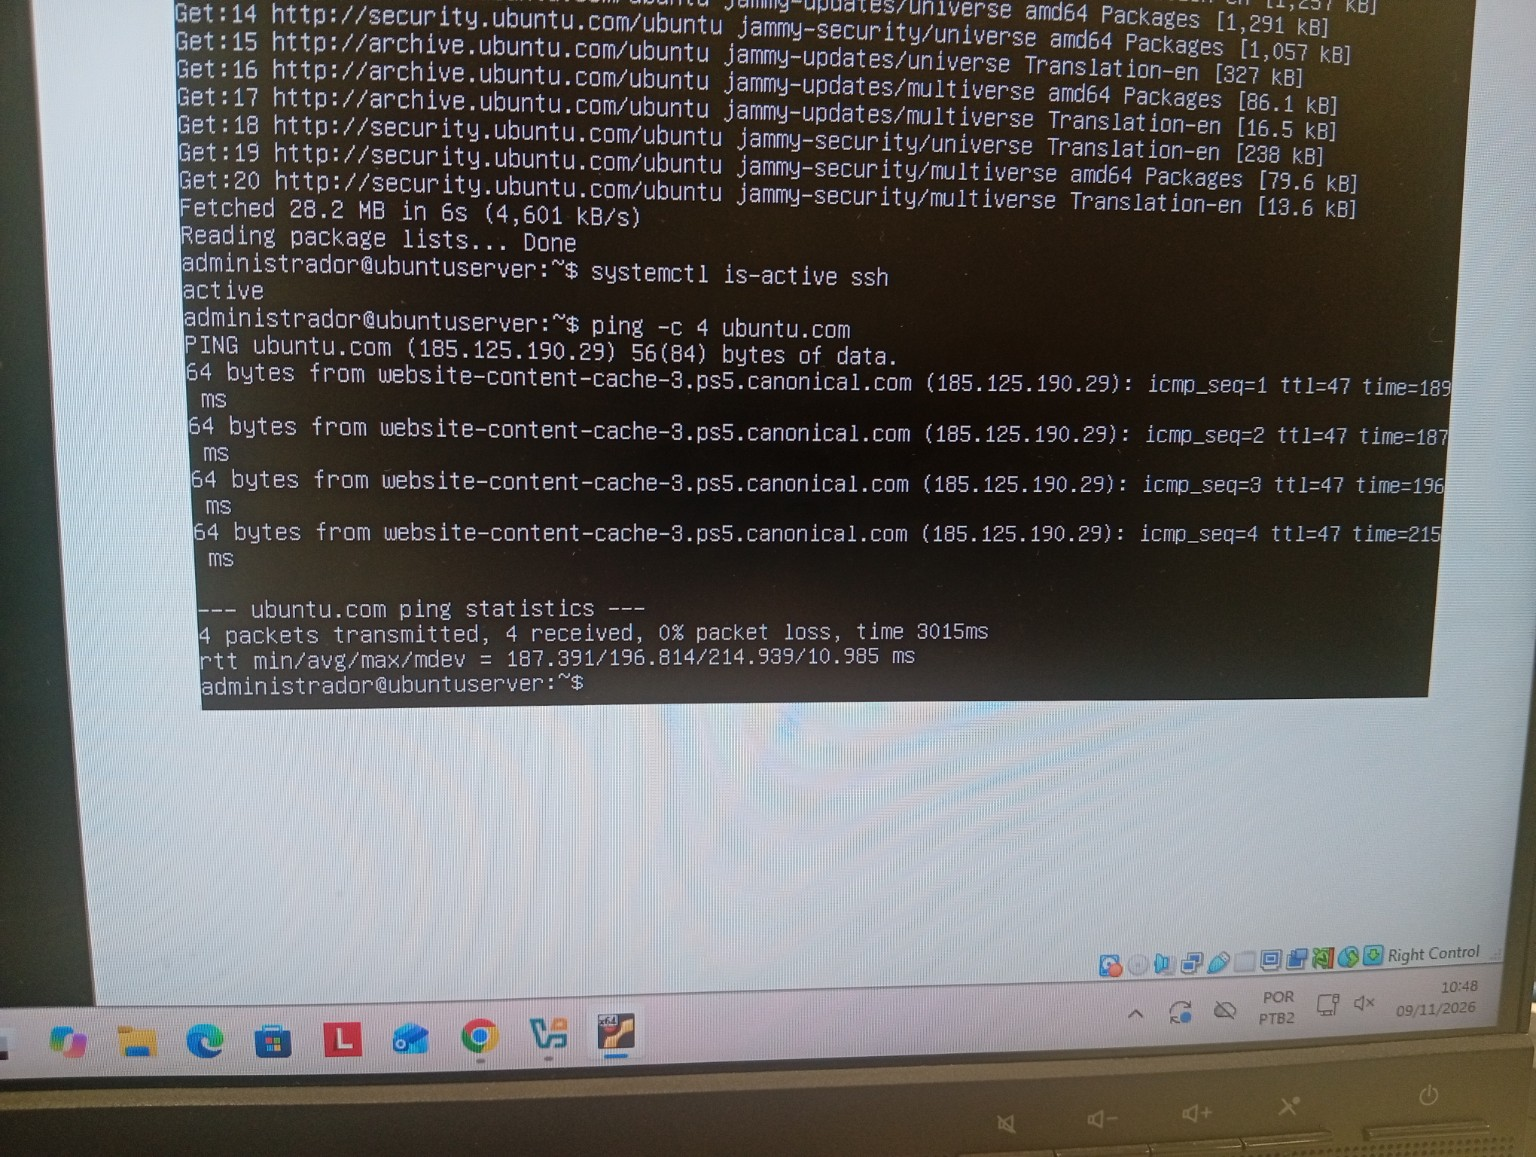 jammy-updates/universe
Get:14 http://security.ubuntu.com/ubuntu jammy-security/universe amd64 Packages [1,291 kB]
Get:15 http://archive.ubuntu.com/ubuntu jammy-updates/universe amd64 Packages [1,057 kB]
Get:16 http://archive.ubuntu.com/ubuntu jammy-updates/universe Translation-en [327 kB]
Get:17 http://archive.ubuntu.com/ubuntu jammy-updates/multiverse amd64 Packages [86.1 kB]
Get:18 http://security.ubuntu.com/ubuntu jammy-updates/multiverse Translation-en [16.5 kB]
Get:19 http://security.ubuntu.com/ubuntu jammy-security/universe Translation-en [238 kB]
Get:20 http://security.ubuntu.com/ubuntu jammy-security/multiverse amd64 Packages [79.6 kB]
jammy-security/multiverse Translation-en [13.6 kB]
Fetched 28.2 MB in 6s (4,601 kB/s)
Reading package lists... Done
administrador@ubuntuserver:~$ systemctl is-active ssh
active
administrador@ubuntuserver:~$ ping -c 4 ubuntu.com
PING ubuntu.com (185.125.190.29) 56(84) bytes of data.
64 bytes from website-content-cache-3.ps5.canonical.com (185.125.190.29): icmp_seq=1 ttl=47 time=189
ms
64 bytes from website-content-cache-3.ps5.canonical.com (185.125.190.29): icmp_seq=2 ttl=47 time=187
ms
64 bytes from website-content-cache-3.ps5.canonical.com (185.125.190.29): icmp_seq=3 ttl=47 time=196
ms
64 bytes from website-content-cache-3.ps5.canonical.com (185.125.190.29): icmp_seq=4 ttl=47 time=215
ms
--- ubuntu.com ping statistics ---
4 packets transmitted, 4 received, 0% packet loss, time 3015ms
rtt min/avg/max/mdev = 187.391/196.814/214.939/10.985 ms
administrador@ubuntuserver:~$
Right Control
L
POR
PTB2
10:48
09/11/2026